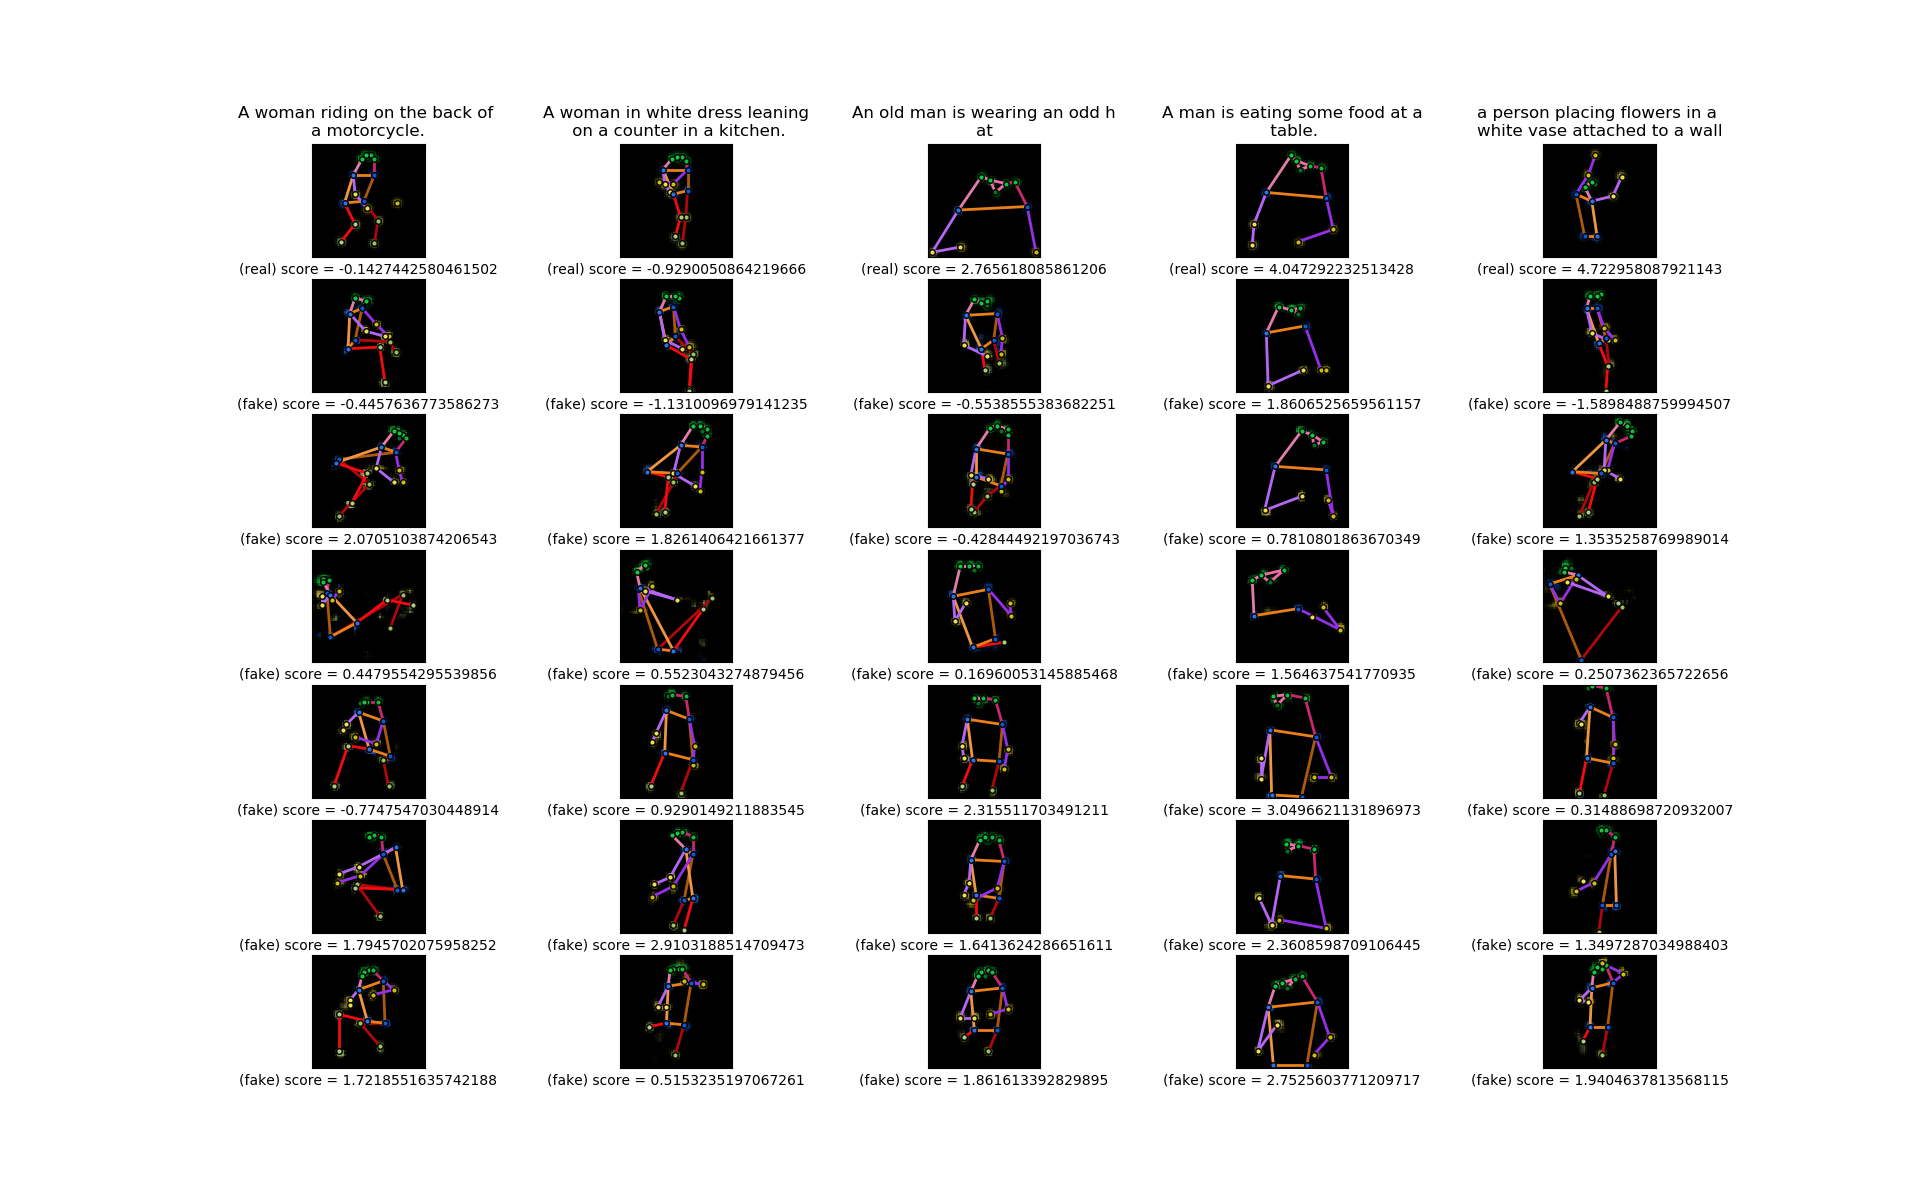 A woman riding on the back of
a motorcycle.
A woman in white dress leaning
on a counter in a kitchen.
An old man is wearing an odd h
at
A man is eating some food at a
table.
a person placing flowers in a
white vase attached to a wall
(real) score = -0.1427442580461502
(real) score = -0.9290050864219666
(real) score = 2.765618085861206
(real) score = 4.047292232513428
(real) score = 4.722958087921143
(fake) score = -0.4457636773586273
(fake) score = -1.1310096979141235
(fake) score = -0.5538555383682251
(fake) score = 1.8606525659561157
(fake) score = -1.5898488759994507
(fake) score = 2.0705103874206543
(fake) score = 1.8261406421661377
(fake) score = -0.42844492197036743
(fake) score = 0.7810801863670349
(fake) score = 1.3535258769989014
(fake) score = 0.4479554295539856
(fake) score = 0.5523043274879456
(fake) score = 0.16960053145885468
(fake) score = 1.564637541770935
(fake) score = 0.2507362365722656
(fake) score = -0.7747547030448914
(fake) score = 0.9290149211883545
(fake) score = 2.315511703491211
(fake) score = 3.0496621131896973
(fake) score = 0.31488698720932007
(fake) score = 1.7945702075958252
(fake) score = 2.9103188514709473
(fake) score = 1.6413624286651611
(fake) score = 2.3608598709106445
(fake) score = 1.3497287034988403
(fake) score = 1.7218551635742188
(fake) score = 0.5153235197067261
(fake) score = 1.861613392829895
(fake) score = 2.7525603771209717
(fake) score = 1.9404637813568115